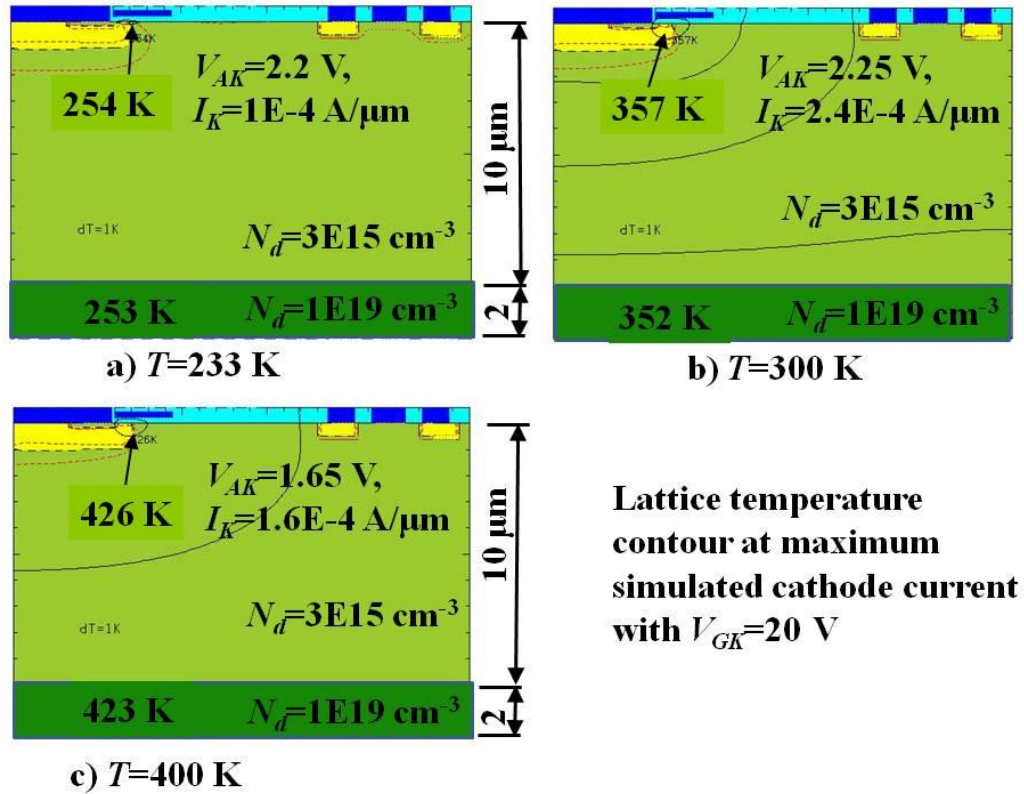 54K
V_AK=2.2 V,
I_K=1E-4 A/μm
254 K
10 μm
dT=1K
N_d=3E15 cm⁻³
253 K
N_d=1E19 cm⁻³
2
a) T=233 K
357K
V_AK=2.25 V,
I_K=2.4E-4 A/μm
357 K
N_d=3E15 cm⁻³
dT=1K
352 K
N_d=1E19 cm⁻³
b) T=300 K
26K
V_AK=1.65 V,
I_K=1.6E-4 A/μm
426 K
10 μm
N_d=3E15 cm⁻³
dT=1K
423 K
N_d=1E19 cm⁻³
2
c) T=400 K
Lattice temperature
contour at maximum
simulated cathode current
with V_GK=20 V